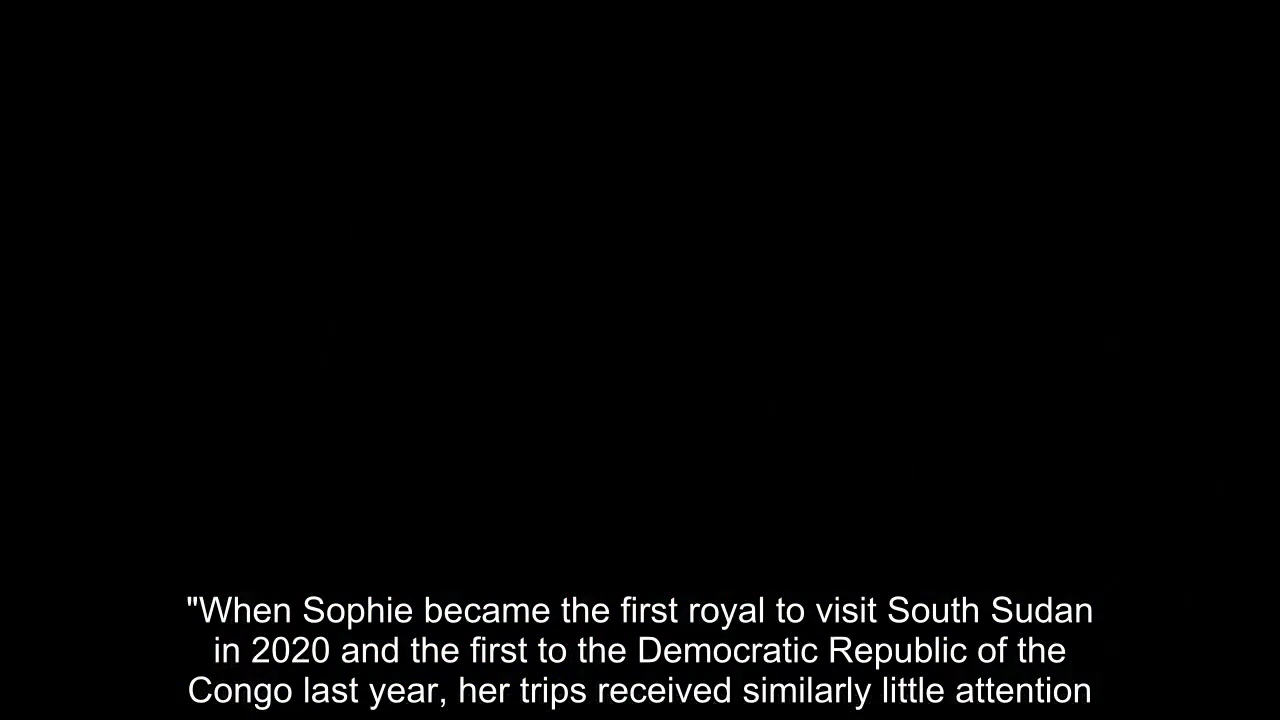 "When Sophie became the first royal to visit South Sudan
in 2020 and the first to the Democratic Republic of the
Congo last year, her trips received similarly little attention